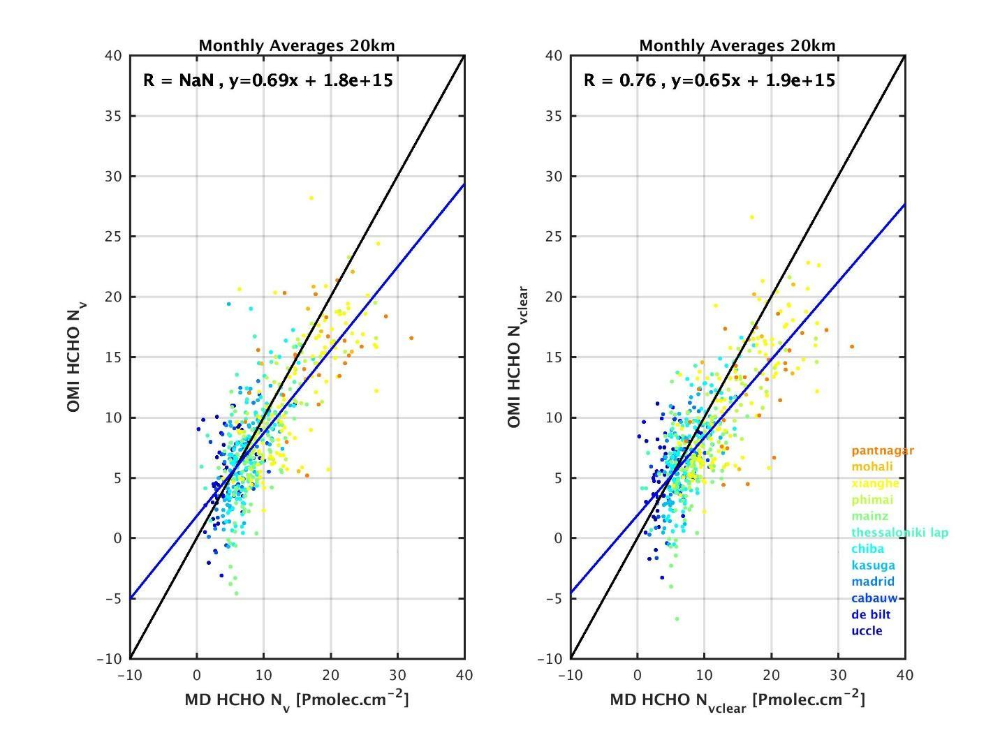 Monthly Averages 20km
R = NaN , y=0.69x + 1.8e+15
40
35
30
25
20
15
10
5
0
−5
−10
−10 0 10 20 30 40
OMI HCHO Nv
MD HCHO Nv [Pmolec.cm−2]
Monthly Averages 20km
R = 0.76 , y=0.65x + 1.9e+15
40
35
30
25
20
15
10
5
0
−5
−10
−10 0 10 20 30 40
OMI HCHO Nvclear
MD HCHO Nvclear [Pmolec.cm−2]
pantnagar
mohali
xianghe
phimai
mainz
thessaloniki lap
chiba
kasuga
madrid
cabauw
de bilt
uccle